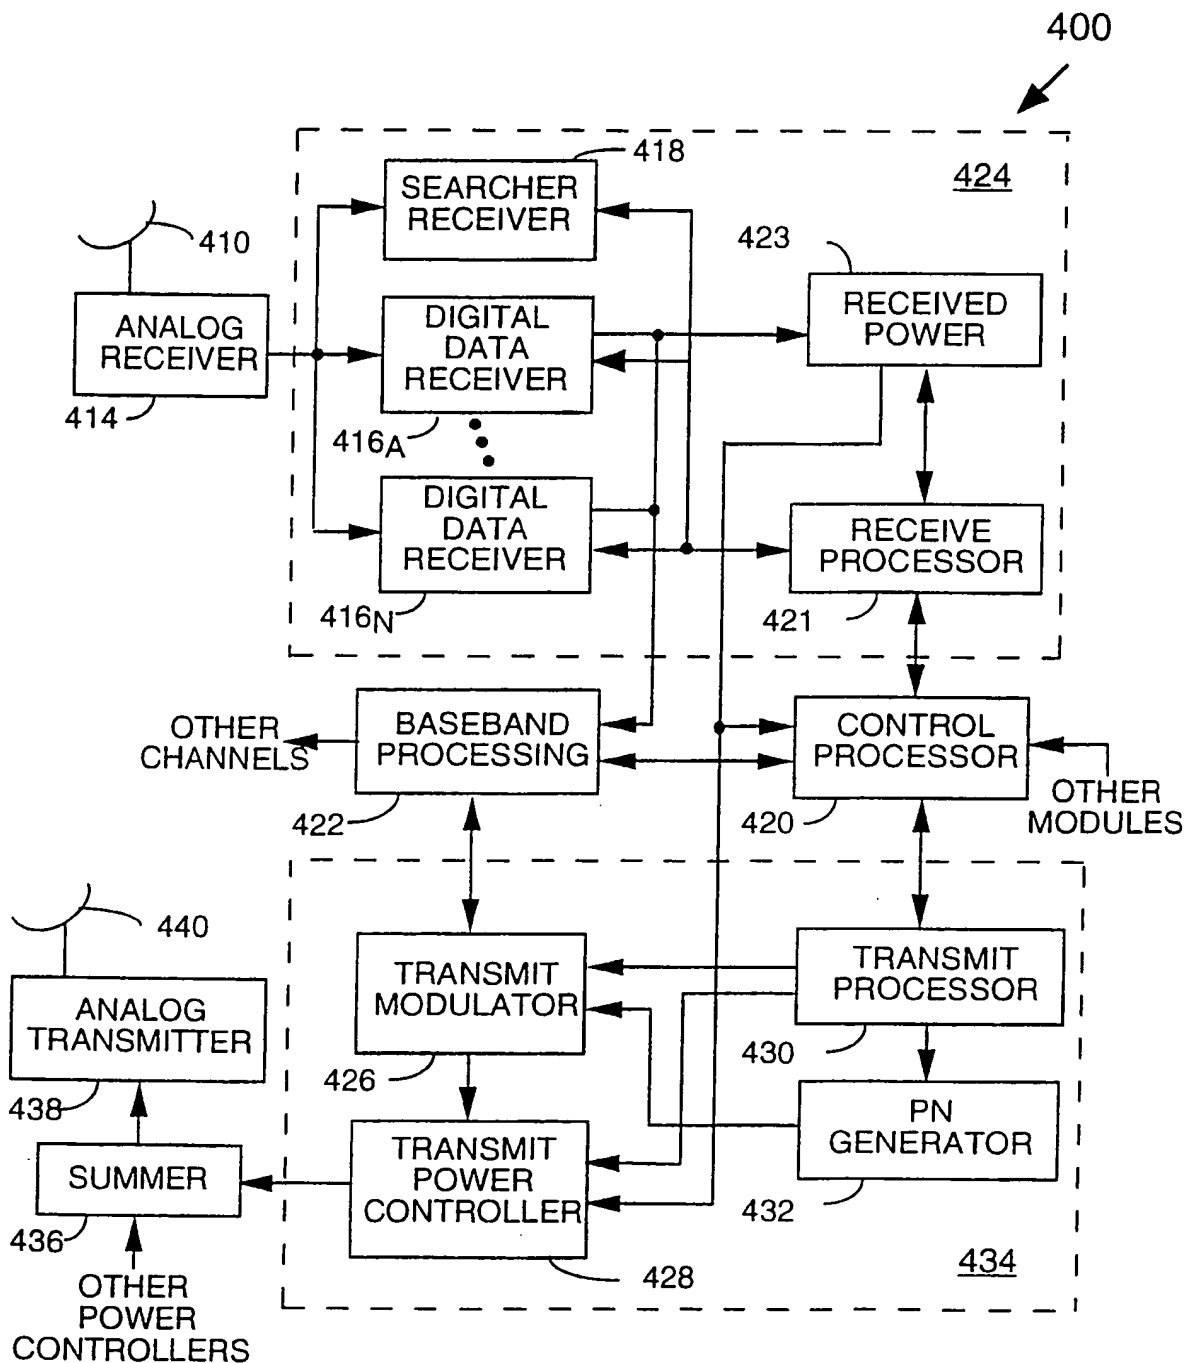 400
424
418
SEARCHER
RECEIVER
410
423
ANALOG
RECEIVER
414
DIGITAL
DATA
RECEIVER
416A
RECEIVED
POWER
DIGITAL
DATA
RECEIVER
416N
RECEIVE
PROCESSOR
421
OTHER
CHANNELS
BASEBAND
PROCESSING
422
CONTROL
PROCESSOR
420
OTHER
MODULES
440
ANALOG
TRANSMITTER
438
TRANSMIT
MODULATOR
426
TRANSMIT
PROCESSOR
430
PN
GENERATOR
432
SUMMER
436
TRANSMIT
POWER
CONTROLLER
428
434
OTHER
POWER
CONTROLLERS